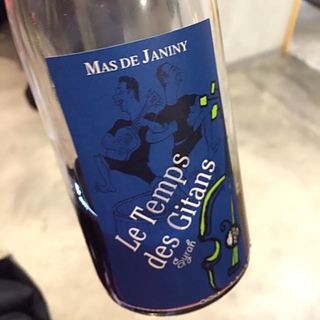 MAS DE JANINY
Le Temps
des Gitans
Syrah